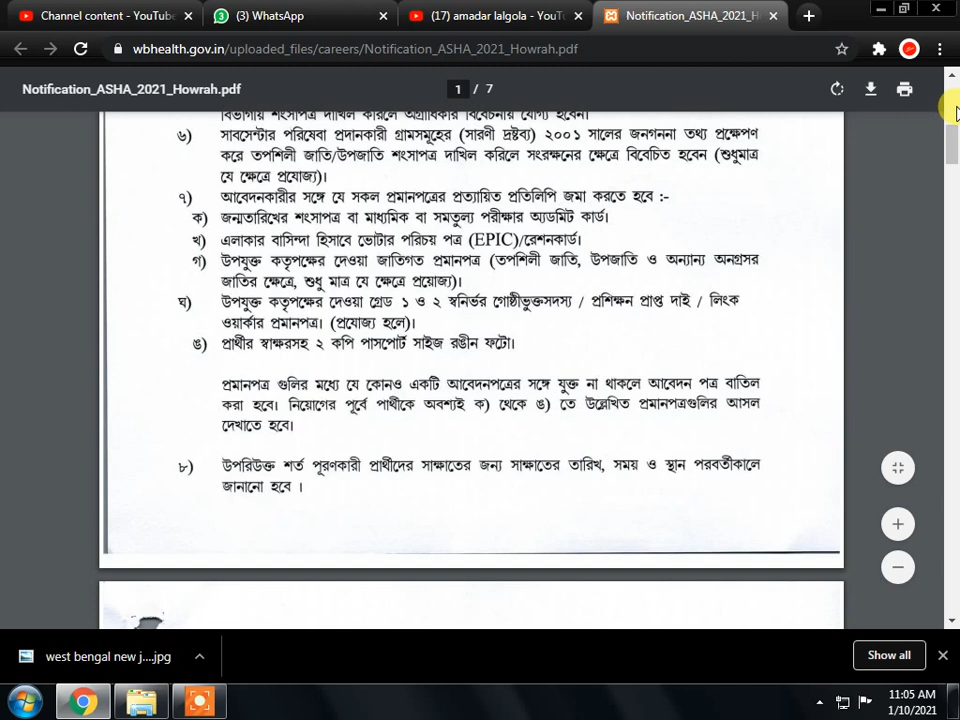 Channel content - YouTube
(3) WhatsApp
(17) amadar lalgola - YouT
Notification_ASHA_2021_H
wbhealth.gov.in/uploaded_files/careers/Notification_ASHA_2021_Howrah.pdf
Notification_ASHA_2021_Howrah.pdf
1 / 7
বিভাগীয় শংসাপত্র দাখিল করিলে অগ্রাধিকার বিবেচনায় যোগ্য হবেন।
৬) সাবসেন্টার পরিষেবা প্রদানকারী গ্রামসমূহের (সারণী দ্রষ্টব্য) ২০০১ সালের জনগননা তথ্য প্রক্ষেপণ
করে তপশিলী জাতি/উপজাতি শংসাপত্র দাখিল করিলে সংরক্ষনের ক্ষেত্রে বিবেচিত হবেন (শুধুমাত্র
যে ক্ষেত্রে প্রযোজ্য)।
৭) আবেদনকারীর সঙ্গে যে সকল প্রমানপত্রের প্রত্যায়িত প্রতিলিপি জমা করতে হবে :-
ক) জন্মতারিখের শংসাপত্র বা মাধ্যমিক বা সমতুল্য পরীক্ষার অ্যডমিট কার্ড।
খ) এলাকার বাসিন্দা হিসাবে ভোটার পরিচয় পত্র (EPIC)/রেশনকার্ড।
গ) উপযুক্ত কতৃপক্ষের দেওয়া জাতিগত প্রমানপত্র (তপশিলী জাতি, উপজাতি ও অন্যান্য অনগ্রসর
জাতির ক্ষেত্রে, শুধু মাত্র যে ক্ষেত্রে প্রয়োজ্য)।
ঘ) উপযুক্ত কতৃপক্ষের দেওয়া গ্রেড ১ ও ২ স্বনির্ভর গোষ্ঠীভুক্তসদস্য / প্রশিক্ষন প্রাপ্ত দাই / লিংক
ওয়ার্কার প্রমানপত্র। (প্রযোজ্য হলে)।
ঙ) প্রার্থীর স্বাক্ষরসহ ২ কপি পাসপোর্ট সাইজ রঙীন ফটো।
প্রমানপত্র গুলির মধ্যে যে কোনও একটি আবেদনপত্রের সঙ্গে যুক্ত না থাকলে আবেদন পত্র বাতিল
করা হবে। নিয়োগের পূর্বে পার্থীকে অবশ্যই ক) থেকে ঙ) তে উল্লেখিত প্রমানপত্রগুলির আসল
দেখাতে হবে।
৮) উপরিউক্ত শর্ত পূরণকারী প্রার্থীদের সাক্ষাতের জন্য সাক্ষাতের তারিখ, সময় ও স্থান পরবর্তীকালে
জানানো হবে ।
west bengal new j....jpg
Show all
11:05 AM
1/10/2021